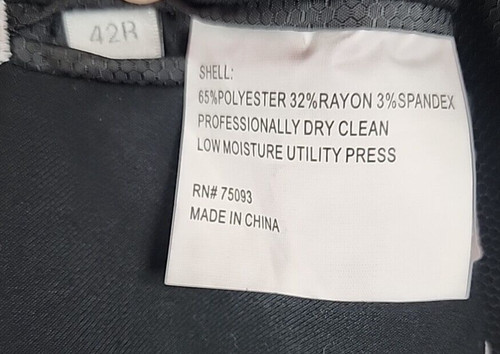 42R
SHELL:
65%POLYESTER 32%RAYON 3%SPANDEX
PROFESSIONALLY DRY CLEAN
LOW MOISTURE UTILITY PRESS
RN# 75093
MADE IN CHINA